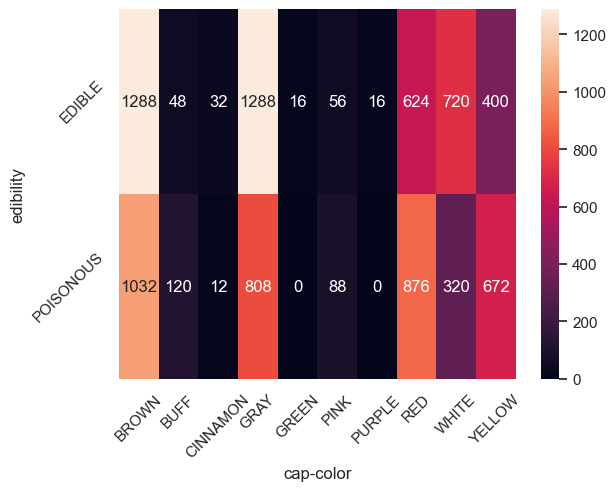 EDIBLE 1288 48 32 1288 16 56 16 624 720 400
POISONOUS 1032 120 12 808 0 88 0 876 320 672
edibility
BROWN BUFF CINNAMON GRAY GREEN PINK PURPLE RED WHITE YELLOW
cap-color
1200
1000
800
600
400
200
0